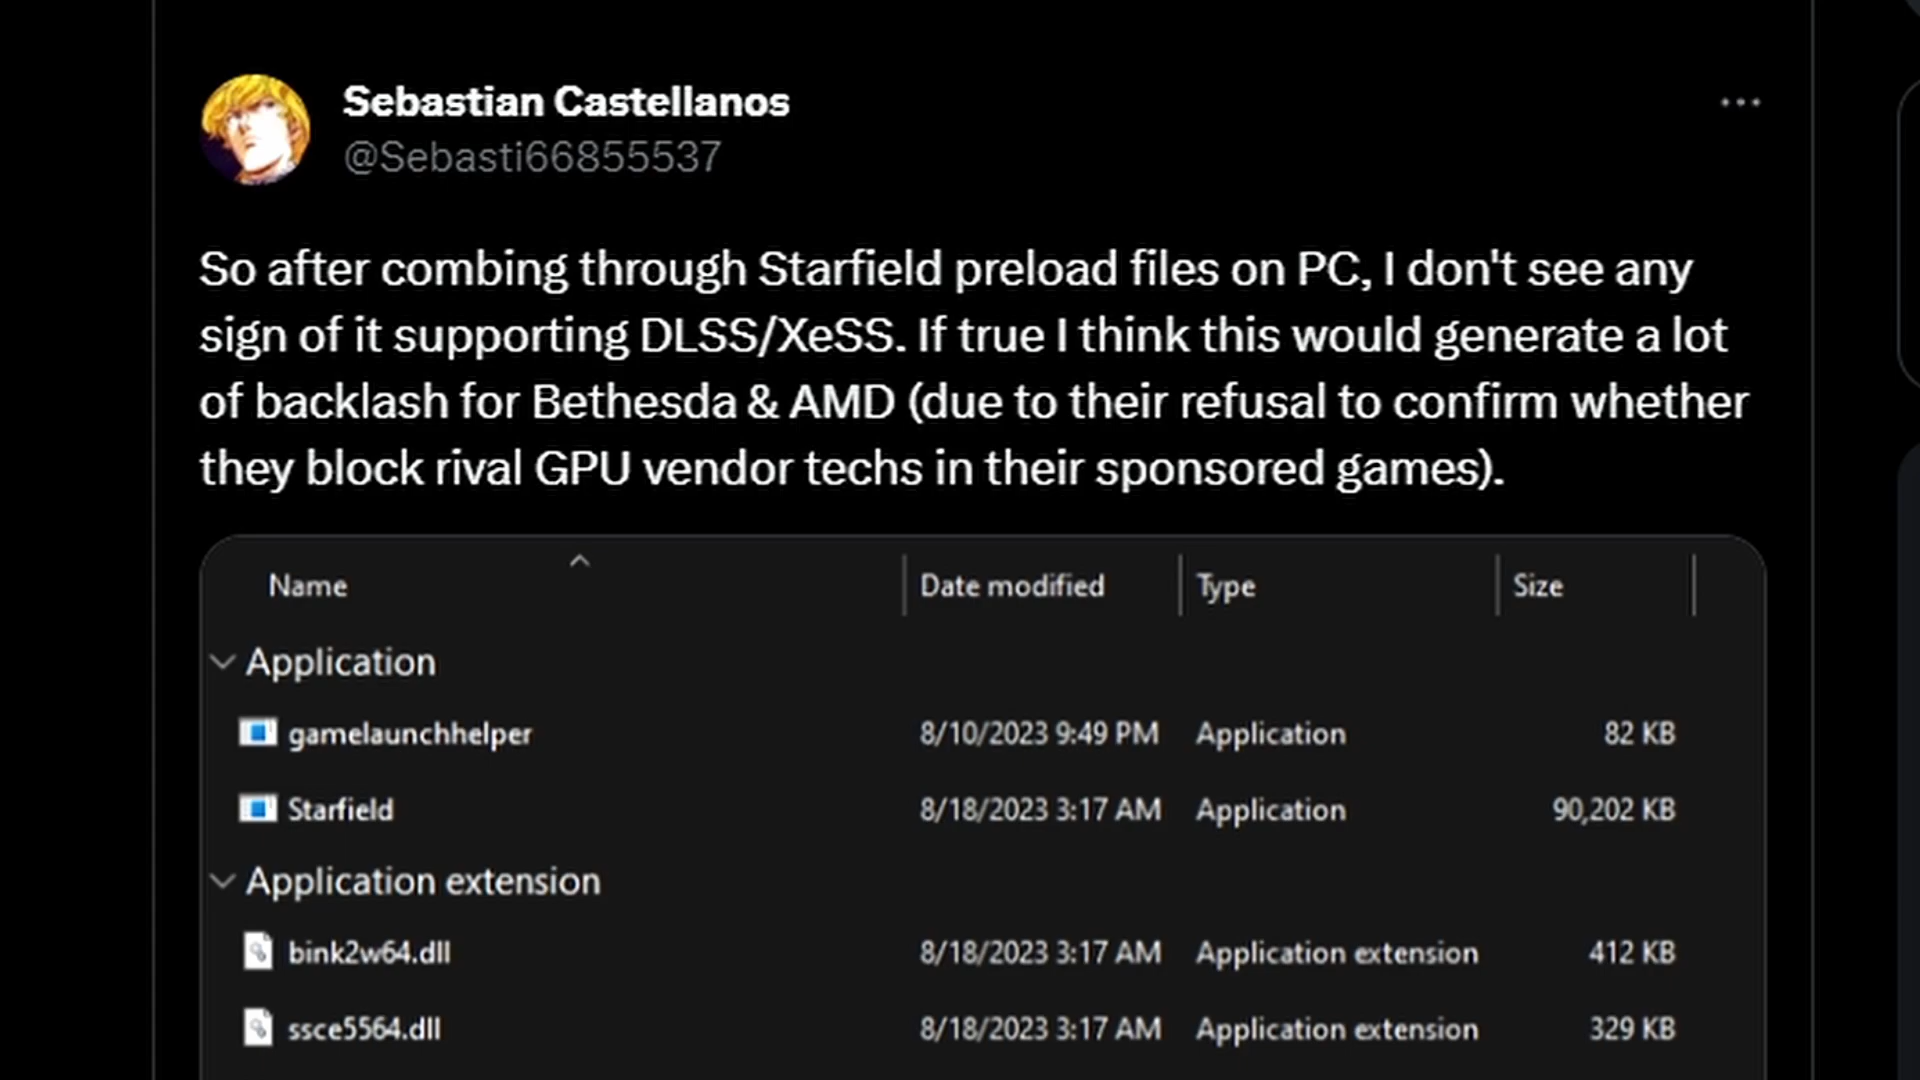 Sebastian Castellanos
@Sebasti66855537
So after combing through Starfield preload files on PC, I don't see any
sign of it supporting DLSS/XeSS. If true I think this would generate a lot
of backlash for Bethesda & AMD (due to their refusal to confirm whether
they block rival GPU vendor techs in their sponsored games).
Name Date modified Type Size
Application
gamelaunchhelper 8/10/2023 9:49 PM Application 82 KB
Starfield 8/18/2023 3:17 AM Application 90,202 KB
Application extension
bink2w64.dll 8/18/2023 3:17 AM Application extension 412 KB
ssce5564.dll 8/18/2023 3:17 AM Application extension 329 KB